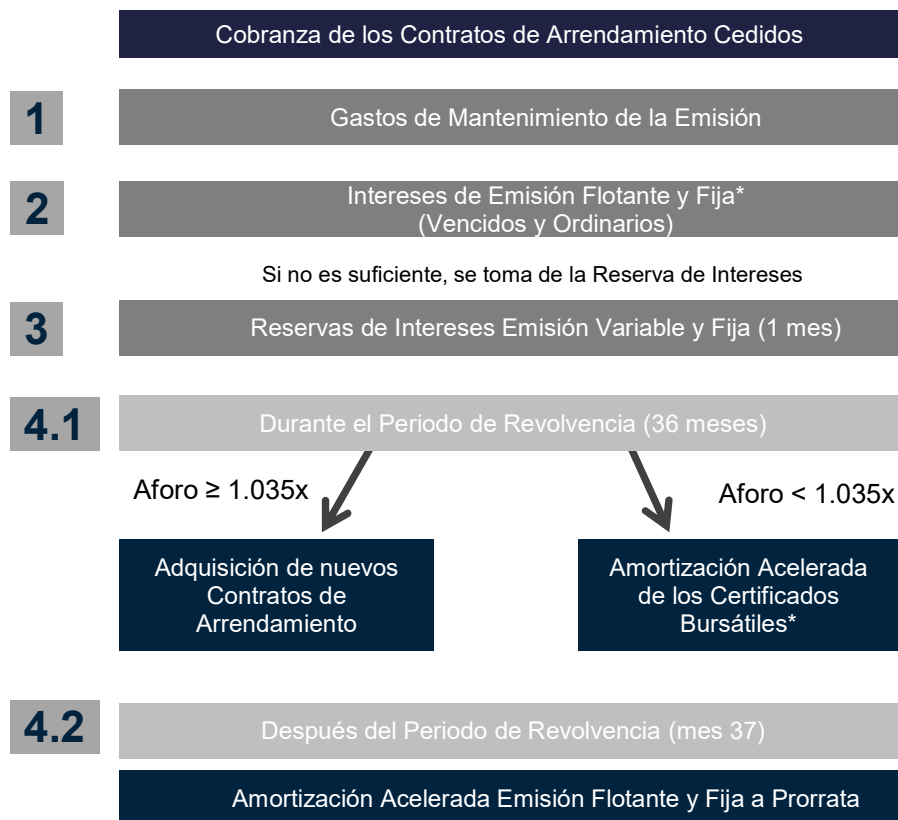 Cobranza de los Contratos de Arrendamiento Cedidos
1
Gastos de Mantenimiento de la Emisión
2
Intereses de Emisión Flotante y Fija*
(Vencidos y Ordinarios)
Si no es suficiente, se toma de la Reserva de Intereses
3
Reservas de Intereses Emisión Variable y Fija (1 mes)
4.1
Durante el Periodo de Revolvencia (36 meses)
Aforo ≥ 1.035x
Aforo < 1.035x
Adquisición de nuevos
Contratos de
Arrendamiento
Amortización Acelerada
de los Certificados
Bursátiles*
4.2
Después del Periodo de Revolvencia (mes 37)
Amortización Acelerada Emisión Flotante y Fija a Prorrata